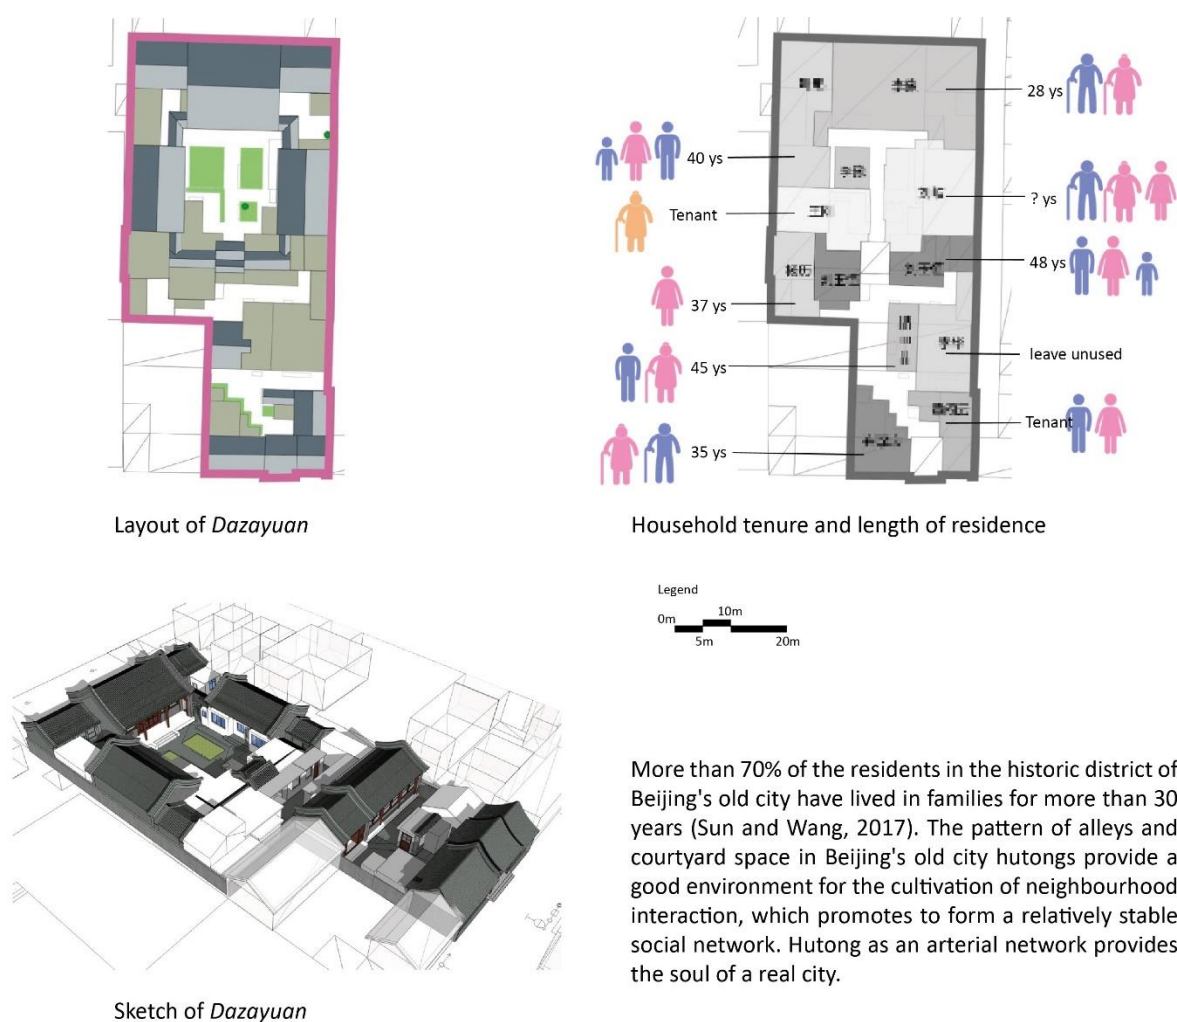 28 ys
40 ys
? ys
Tenant
48 ys
37 ys
leave unused
45 ys
Tenant
35 ys
Layout of Dazayuan
Household tenure and length of residence
Legend
0m 10m
5m 20m
More than 70% of the residents in the historic district of
Beijing's old city have lived in families for more than 30
years (Sun and Wang, 2017). The pattern of alleys and
courtyard space in Beijing's old city hutongs provide a
good environment for the cultivation of neighbourhood
interaction, which promotes to form a relatively stable
social network. Hutong as an arterial network provides
the soul of a real city.
Sketch of Dazayuan